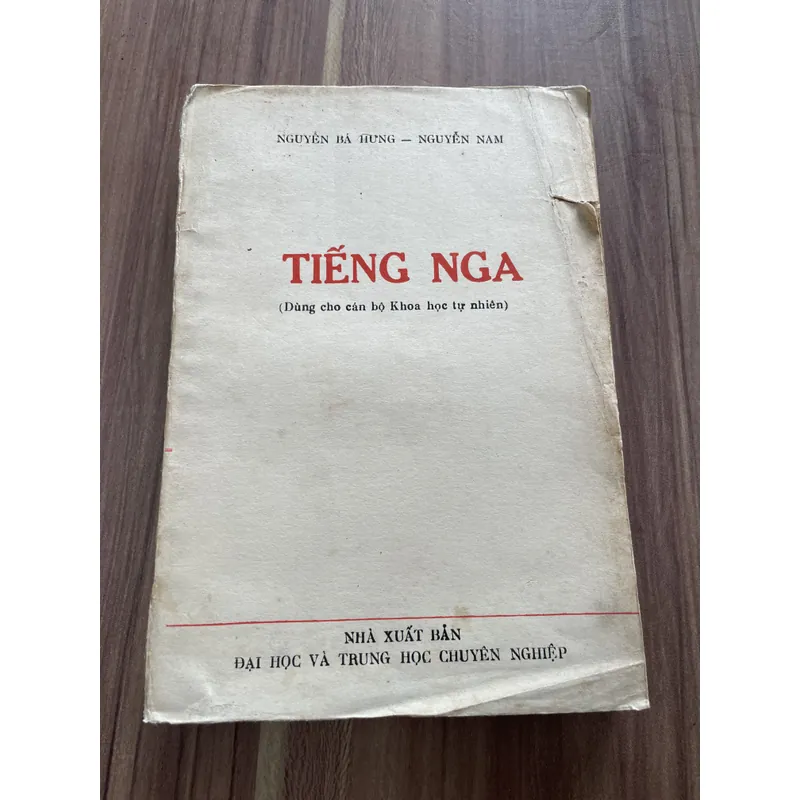 NGUYỄN BÁ HƯNG — NGUYỄN NAM
TIẾNG NGA
(Dùng cho cán bộ Khoa học tự nhiên)
NHÀ XUẤT BẢN
ĐẠI HỌC VÀ TRUNG HỌC CHUYÊN NGHIỆP